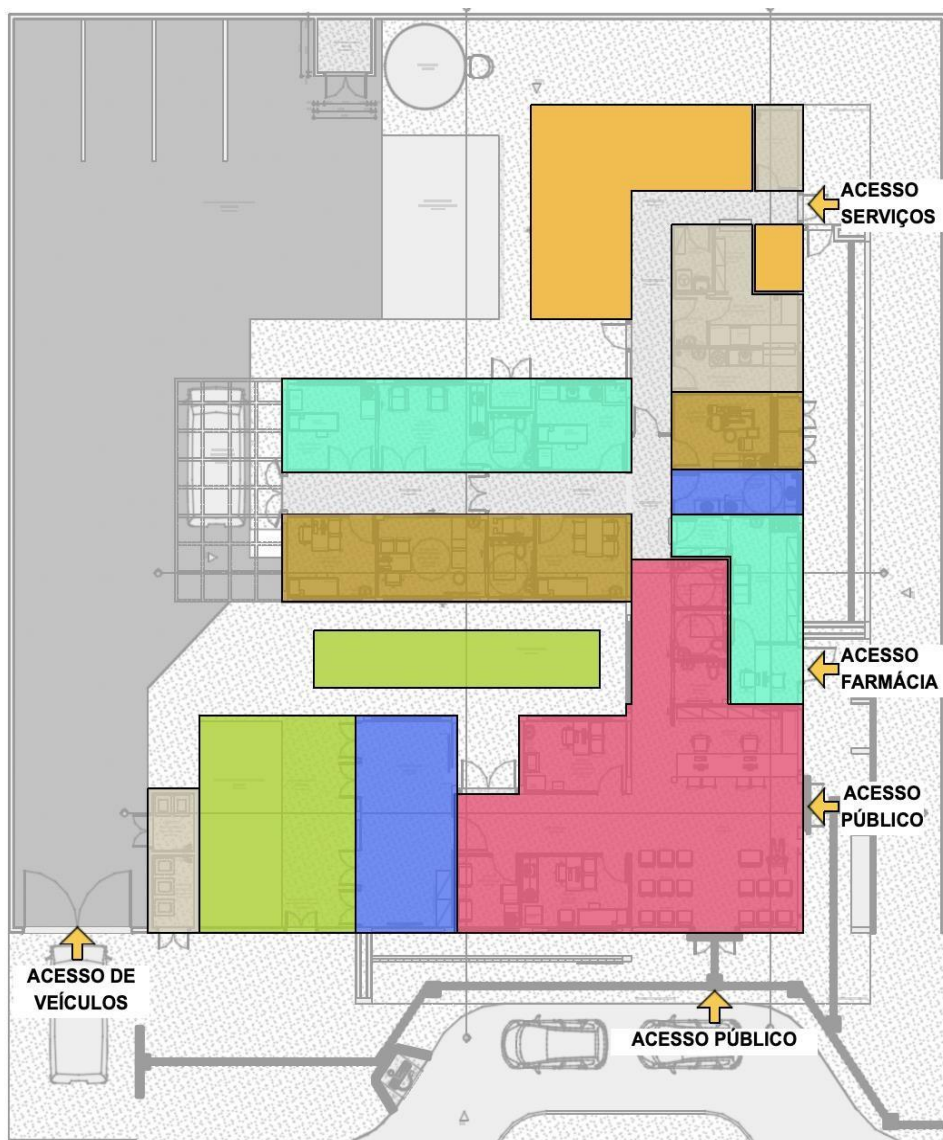 ACESSO
SERVIÇOS
ACESSO
FARMÁCIA
ACESSO
PÚBLICO
ACESSO DE
VEÍCULOS
ACESSO PÚBLICO